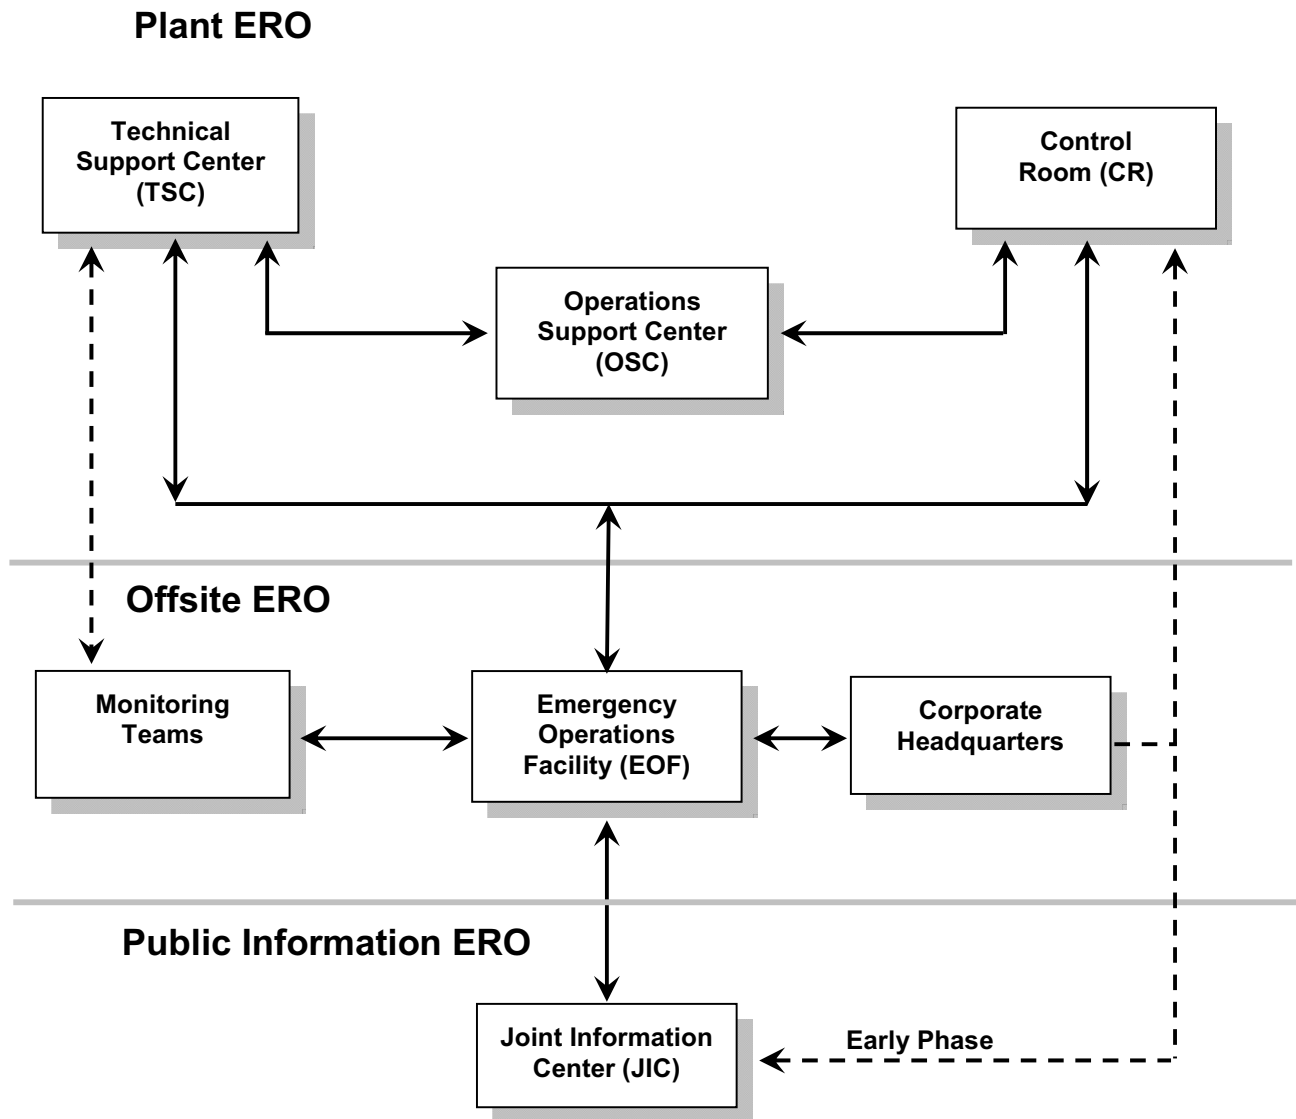 Plant ERO
Technical
Support Center
(TSC)
Control
Room (CR)
Operations
Support Center
(OSC)
Offsite ERO
Monitoring
Teams
Emergency
Operations
Facility (EOF)
Corporate
Headquarters
Public Information ERO
Joint Information
Center (JIC)
Early Phase